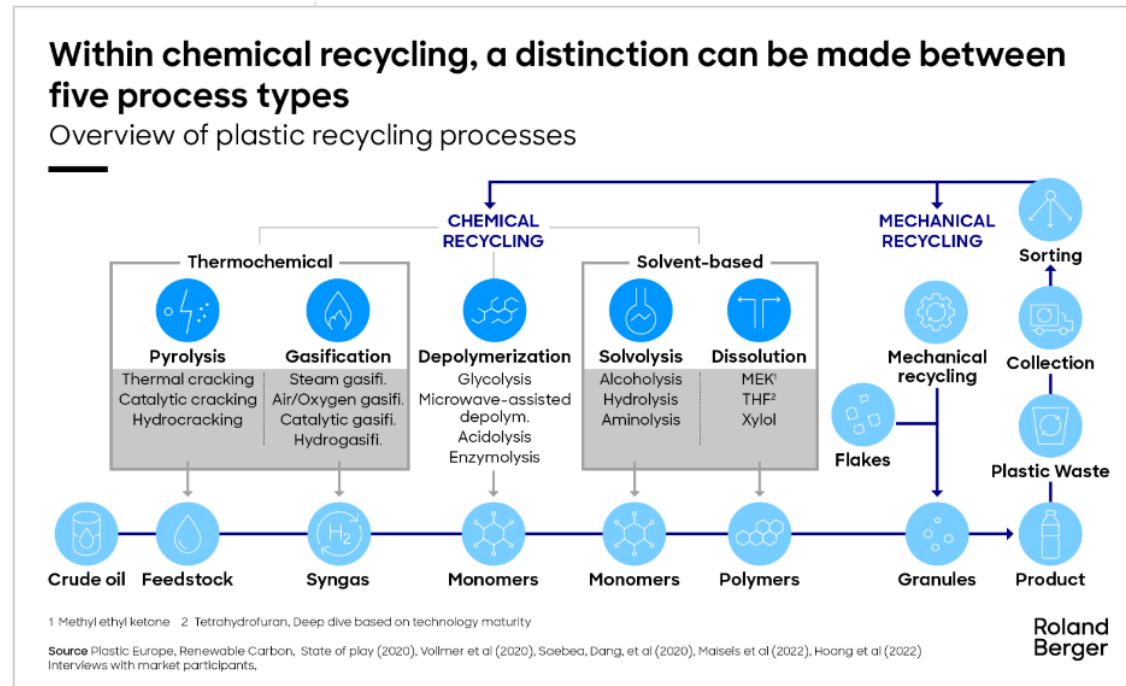 Within chemical recycling, a distinction can be made between
five process types
Overview of plastic recycling processes
CHEMICAL
RECYCLING
MECHANICAL
RECYCLING
Sorting
Thermochemical
Solvent-based
Pyrolysis
Thermal cracking
Catalytic cracking
Hydrocracking
Gasification
Steam gasifi.
Air/Oxygen gasifi.
Catalytic gasifi.
Hydrogasifi.
Depolymerization
Glycolysis
Microwave-assisted
depolym.
Acidolysis
Enzymolysis
Solvolysis
Alcoholysis
Hydrolysis
Aminolysis
Dissolution
MEK¹
THF²
Xylol
Mechanical
recycling
Flakes
Collection
Plastic Waste
Crude oil
Feedstock
H₂
Syngas
Monomers
Monomers
Polymers
Granules
Product
1 Methyl ethyl ketone 2 Tetrahydrofuran, Deep dive based on technology maturity
Source Plastic Europe, Renewable Carbon, State of play (2020), Vollmer et al (2020), Saebea, Dang, et al (2020), Maisels et al (2022), Hoang et al (2022)
Interviews with market participants,
Roland
Berger